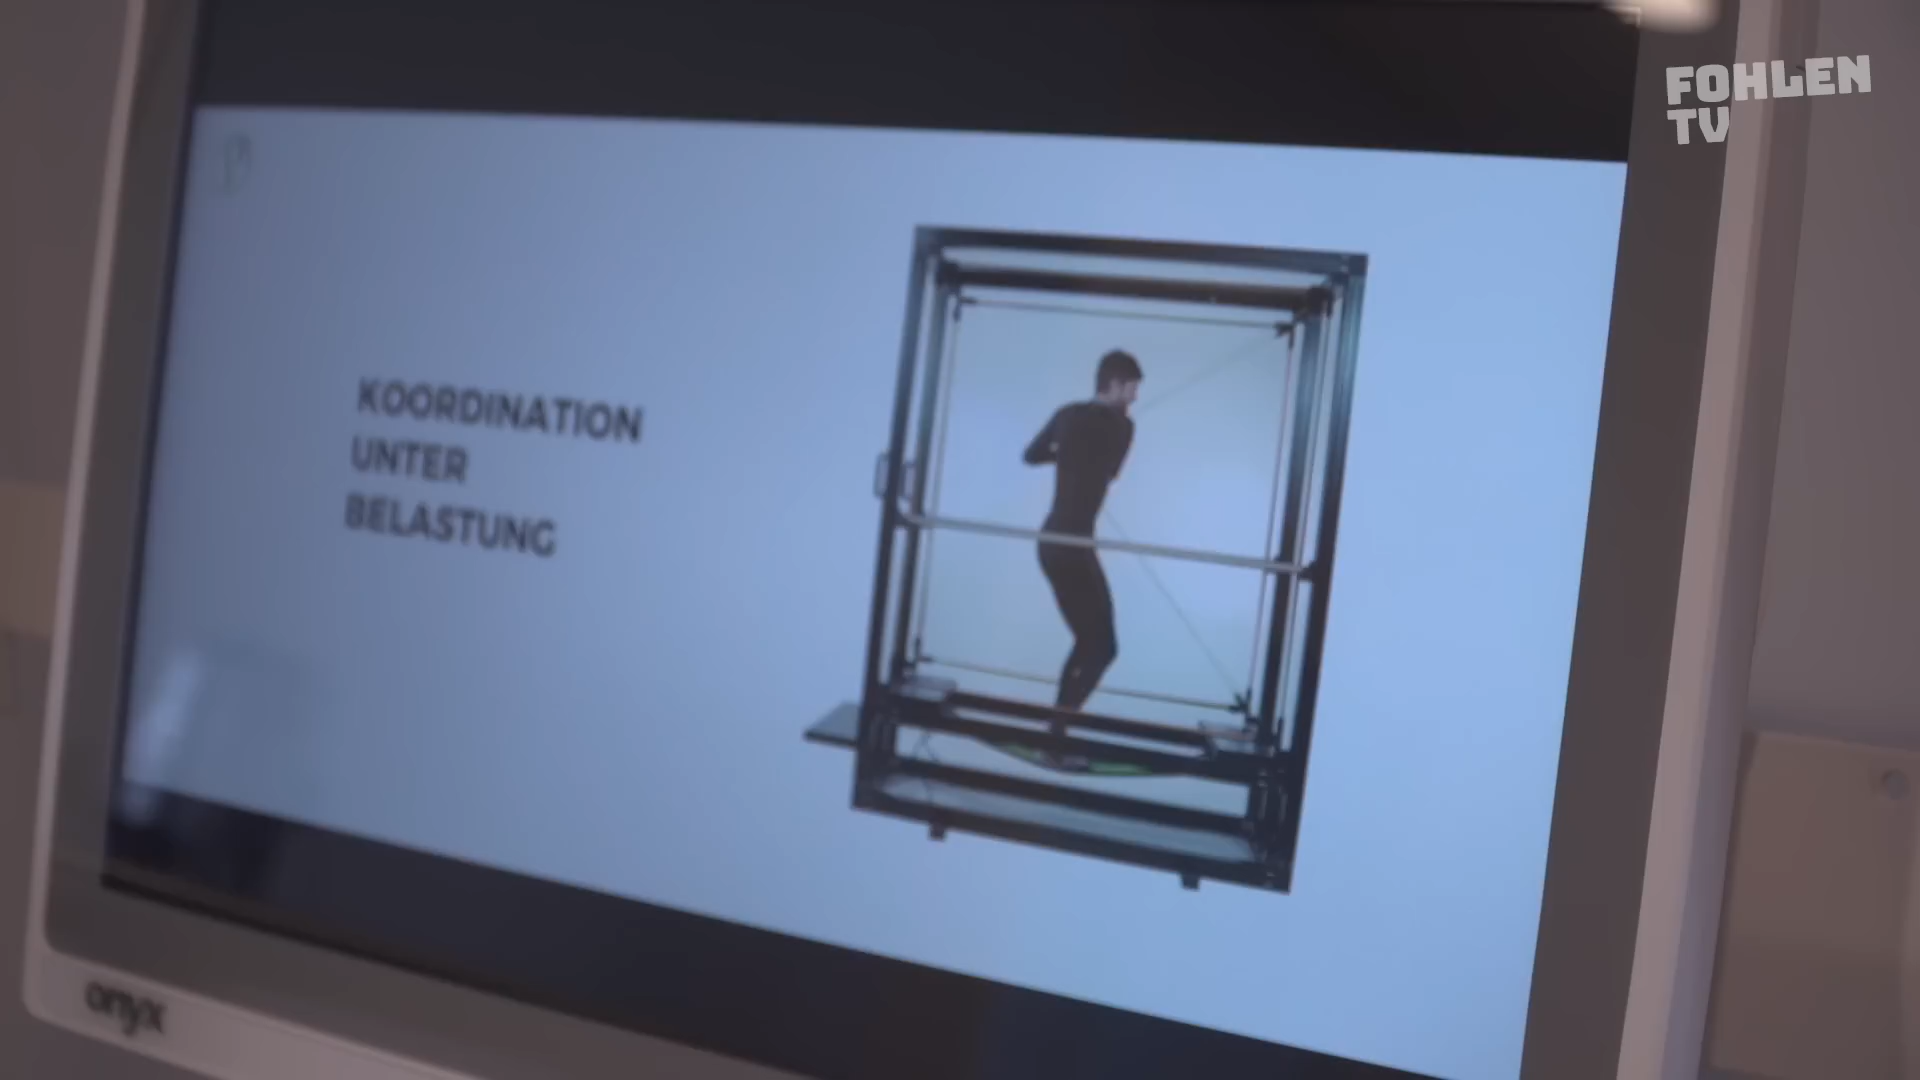 FOHLEN
TV
KOORDINATION
UNTER
BELASTUNG
onyx